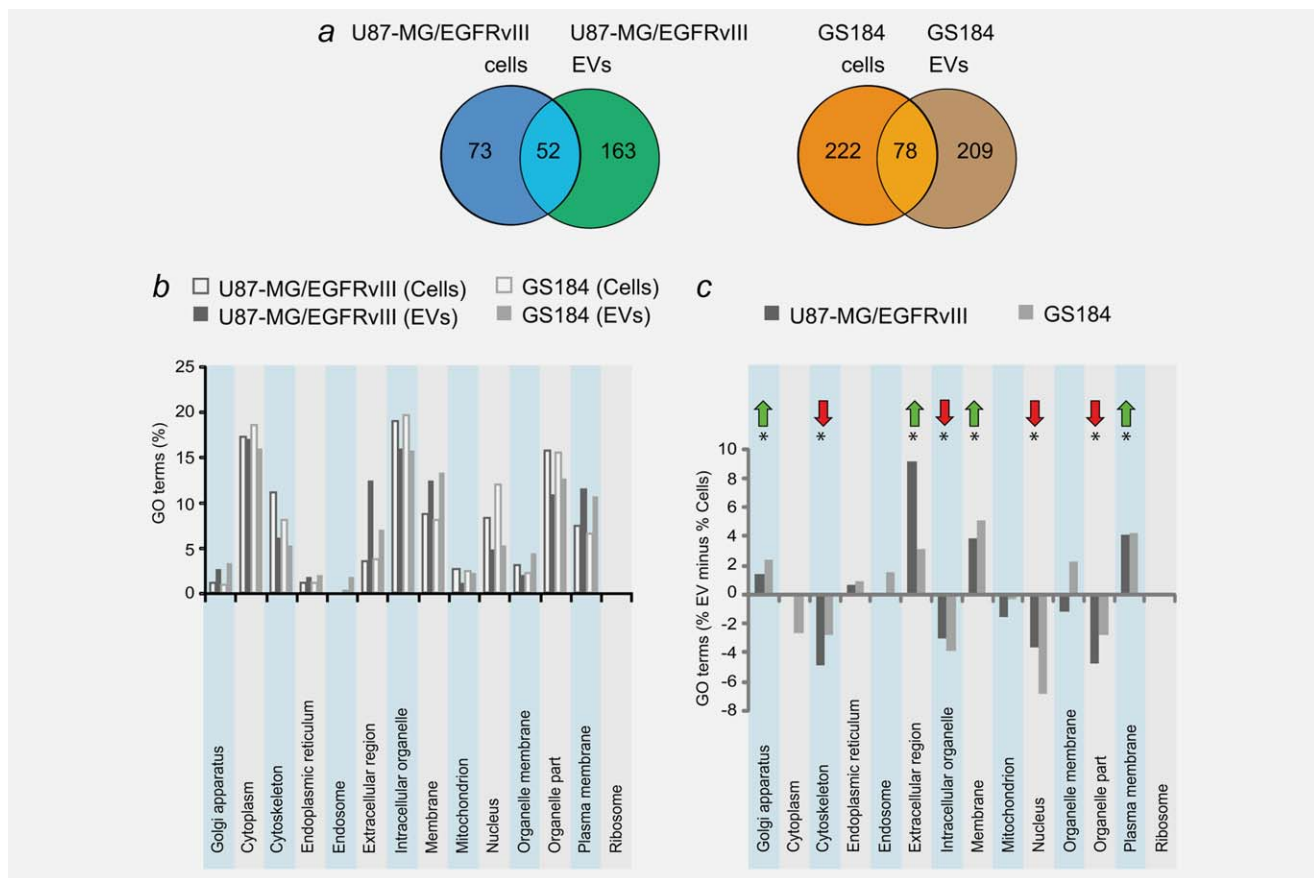 a U87-MG/EGFRvIII U87-MG/EGFRvIII GS184 GS184
cells EVs cells EVs
73 52 163 222 78 209
b U87-MG/EGFRvIII (Cells) GS184 (Cells)
U87-MG/EGFRvIII (EVs) GS184 (EVs)
GO terms (%)
25
20
15
10
5
0
Golgi apparatus
Cytoplasm
Cytoskeleton
Endoplasmic reticulum
Endosome
Extracellular region
Intracellular organelle
Membrane
Mitochondrion
Nucleus
Organelle membrane
Organelle part
Plasma membrane
Ribosome
c U87-MG/EGFRvIII GS184
* * * * * * * *
GO terms (% EV minus % Cells)
10
8
6
4
2
0
-2
-4
-6
-8
Golgi apparatus
Cytoplasm
Cytoskeleton
Endoplasmic reticulum
Endosome
Extracellular region
Intracellular organelle
Membrane
Mitochondrion
Nucleus
Organelle membrane
Organelle part
Plasma membrane
Ribosome